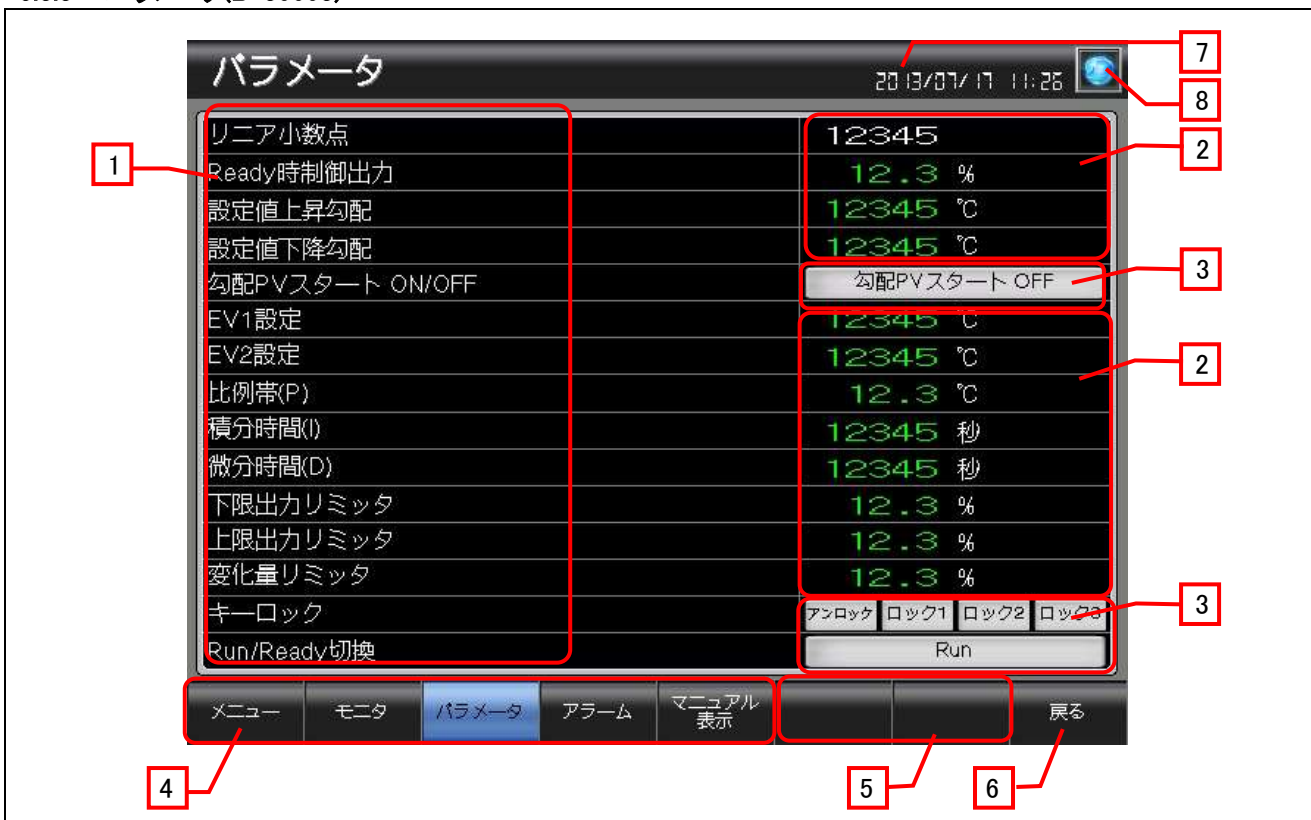 パラメータ
2013/07/17 11:26
7
8
1
2
リニア小数点 12345
Ready時制御出力 12.3 %
設定値上昇勾配 12345 ℃
設定値下降勾配 12345 ℃
勾配PVスタート ON/OFF 勾配PVスタート OFF
3
EV1設定 12345 ℃
EV2設定 12345 ℃
2
比例帯(P) 12.3 ℃
積分時間(I) 12345 秒
微分時間(D) 12345 秒
下限出力リミッタ 12.3 %
上限出力リミッタ 12.3 %
変化量リミッタ 12.3 %
キーロック アンロック ロック1 ロック2 ロック3
3
Run/Ready切換 Run
メニュー モニタ パラメータ アラーム マニュアル
表示
戻る
4
5
6